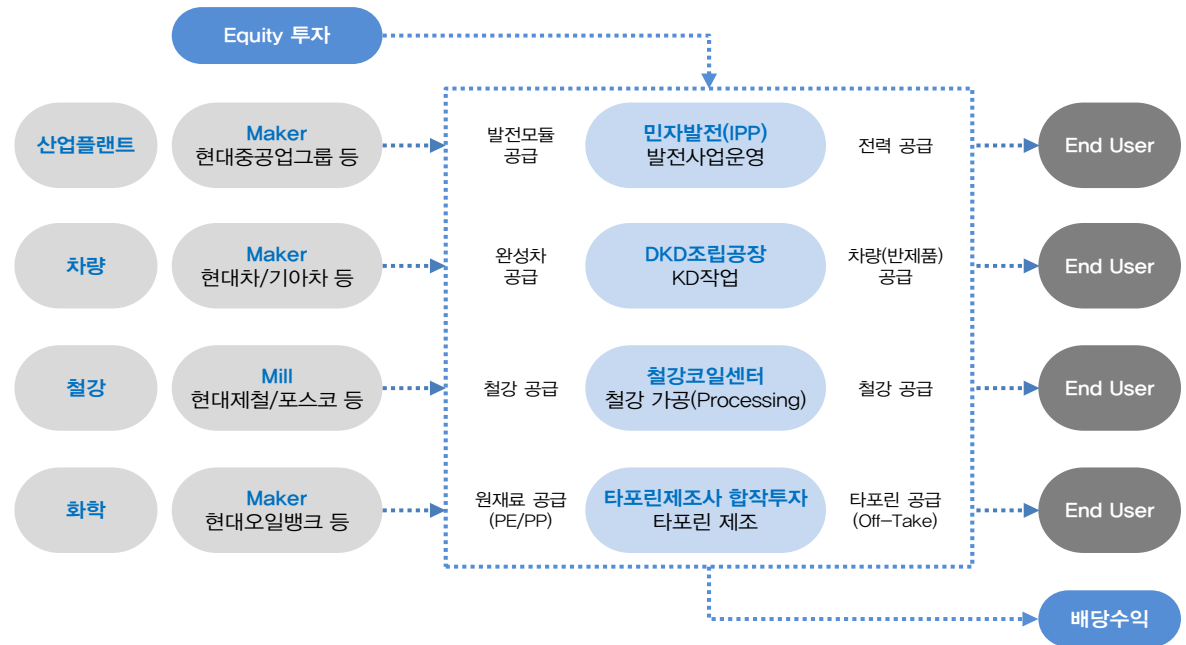 Equity 투자
산업플랜트
Maker
현대중공업그룹 등
발전모듈
공급
민자발전(IPP)
발전사업운영
전력 공급
End User
차량
Maker
현대차/기아차 등
완성차
공급
DKD조립공장
KD작업
차량(반제품)
공급
End User
철강
Mill
현대제철/포스코 등
철강 공급
철강코일센터
철강 가공(Processing)
철강 공급
End User
화학
Maker
현대오일뱅크 등
원재료 공급
(PE/PP)
타포린제조사 합작투자
타포린 제조
타포린 공급
(Off-Take)
End User
배당수익